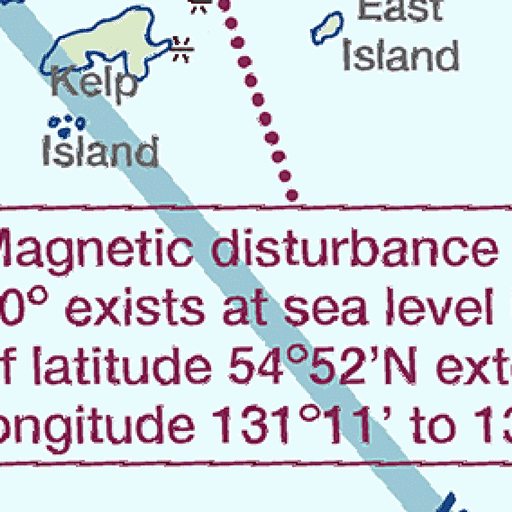 East
Island
Kelp
Island
Magnetic disturbance
0° exists at sea level
f latitude 54°52'N ext
ongitude 131°11' to 13